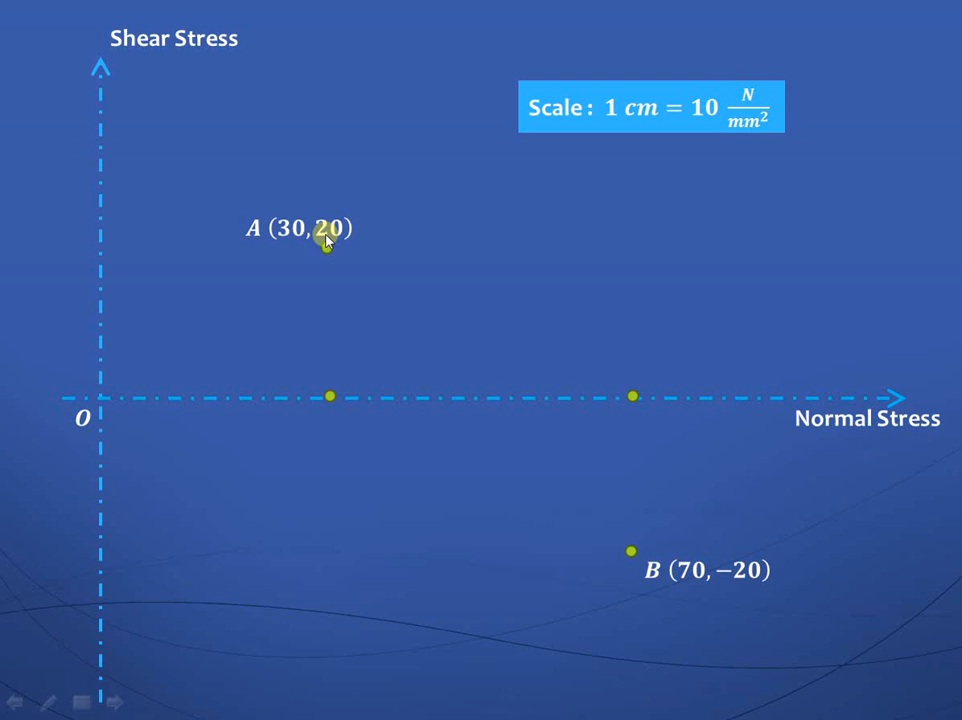 Shear Stress
Scale : 1 cm = 10 N/mm²
A (30, 20)
O
Normal Stress
B (70, −20)